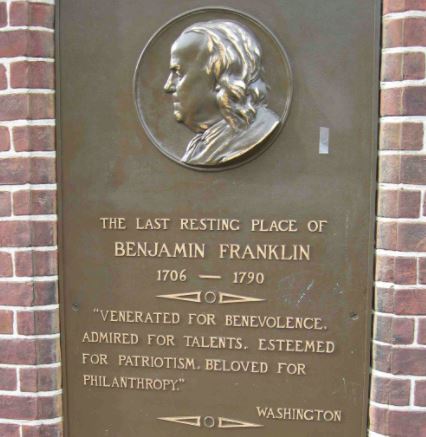 THE LAST RESTING PLACE OF
BENJAMIN FRANKLIN
1706 — 1790
"VENERATED FOR BENEVOLENCE,
ADMIRED FOR TALENTS, ESTEEMED
FOR PATRIOTISM, BELOVED FOR
PHILANTHROPY."
WASHINGTON